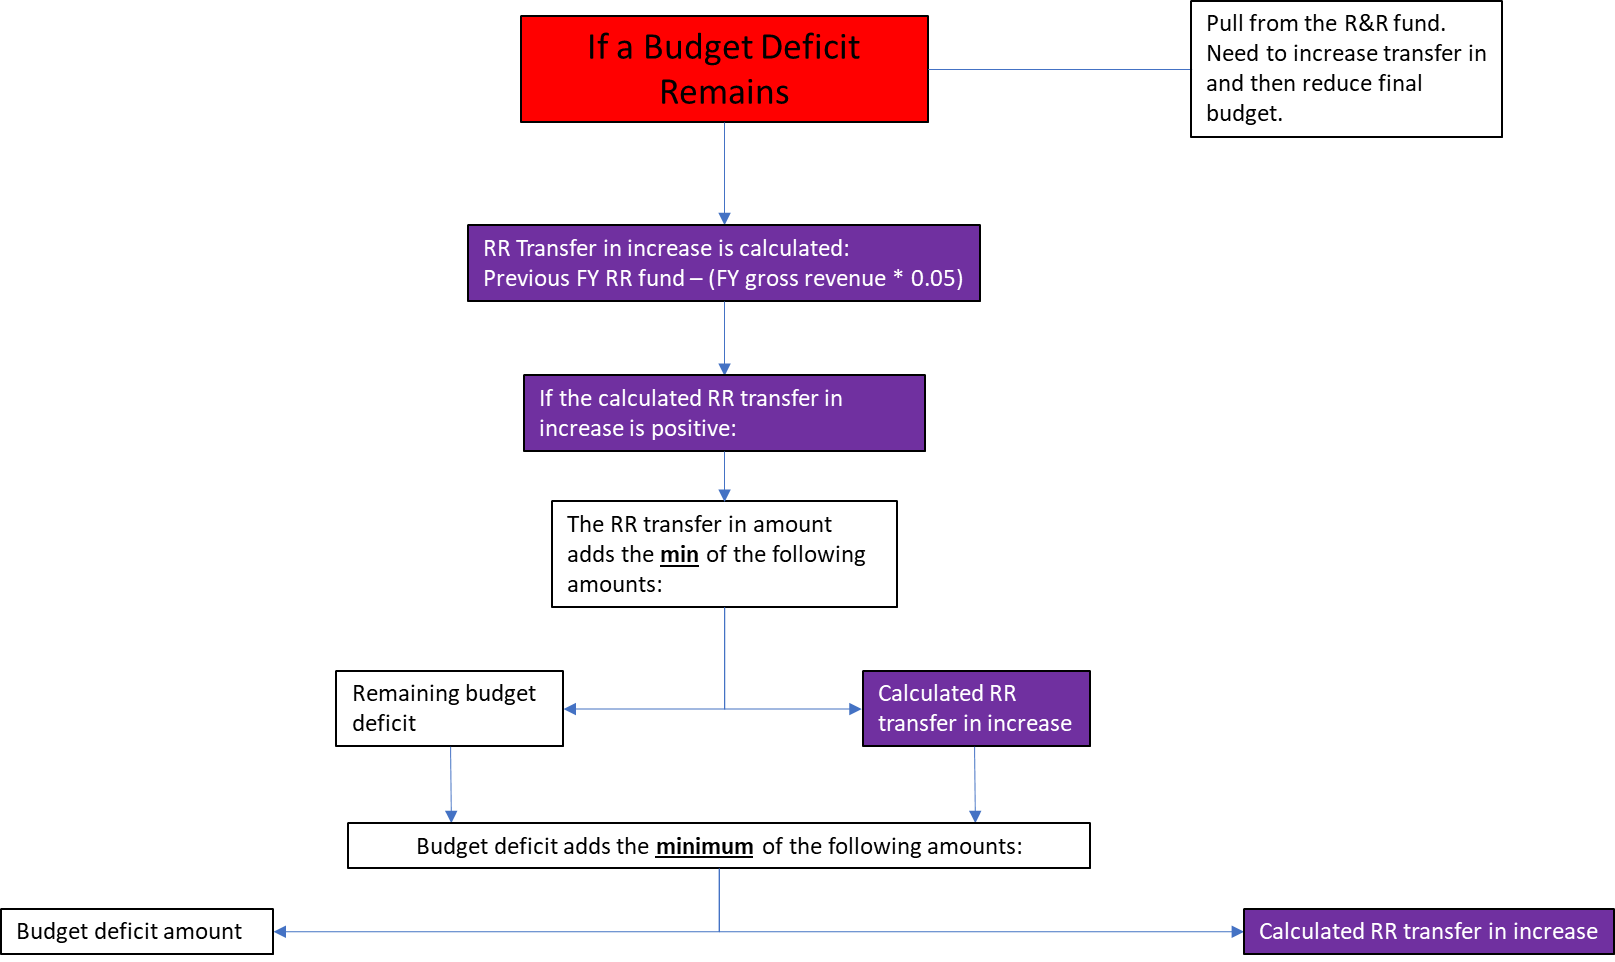 If a Budget Deficit
Remains
Pull from the R&R fund.
Need to increase transfer in
and then reduce final
budget.
RR Transfer in increase is calculated:
Previous FY RR fund – (FY gross revenue * 0.05)
If the calculated RR transfer in
increase is positive:
The RR transfer in amount
adds the min of the following
amounts:
Remaining budget
deficit
Calculated RR
transfer in increase
Budget deficit adds the minimum of the following amounts:
Budget deficit amount
Calculated RR transfer in increase